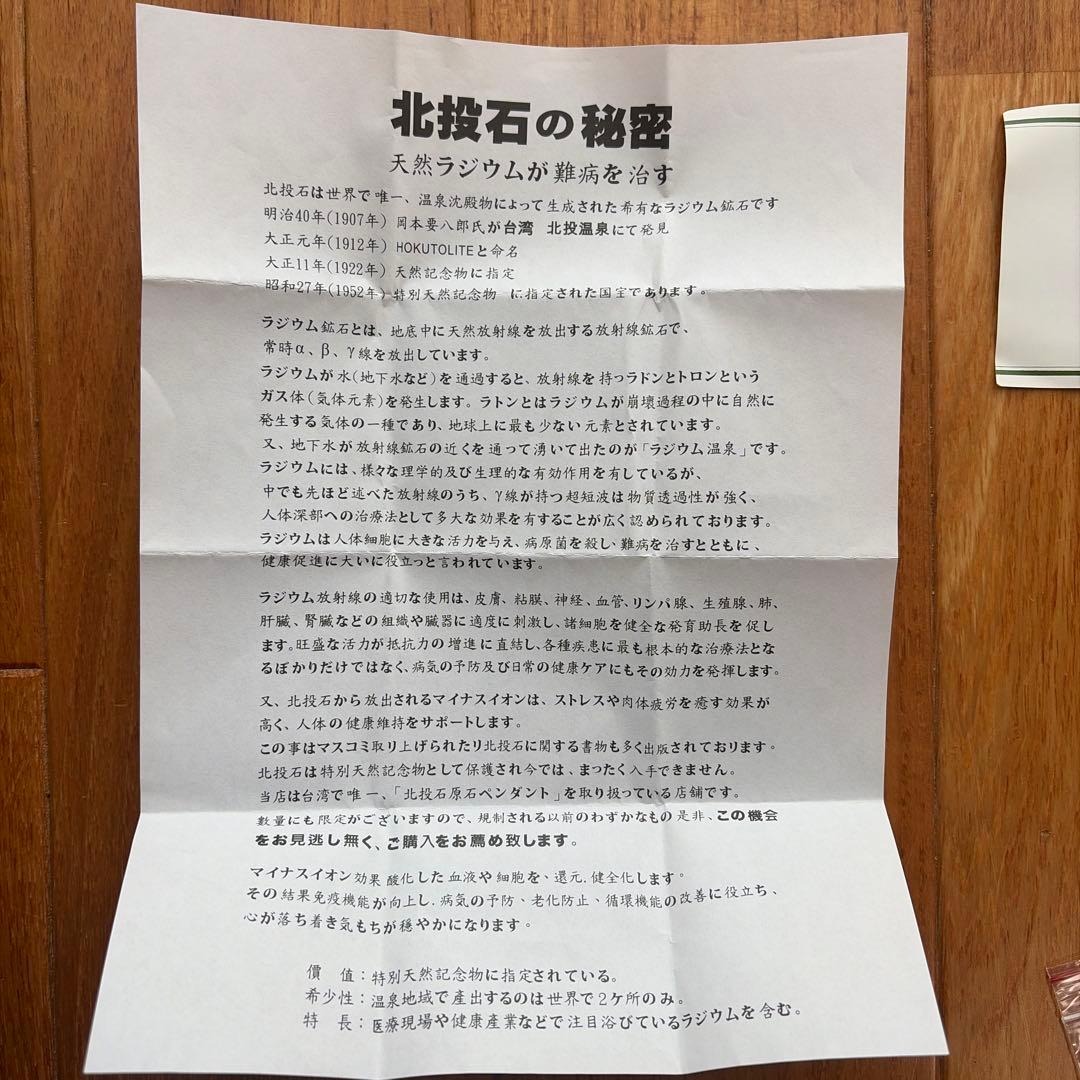 北投石の秘密
天然ラジウムが難病を治す
北投石は世界で唯一、温泉沈殿物によって生成された希有なラジウム鉱石です
明治40年(1907年) 岡本要八郎氏が台湾 北投温泉にて発見
大正元年(1912年) HOKUTOLITEと命名
大正11年(1922年) 天然記念物に指定
昭和27年(1952年) 特別天然記念物 に指定された国宝であります。
ラジウム鉱石とは、地底中に天然放射線を放出する放射線鉱石で、
常時α、β、γ線を放出しています。
ラジウムが水(地下水など)を通過すると、放射線を持つラドンとトロンという
ガス体(気体元素)を発生します。ラトンとはラジウムが崩壊過程の中に自然に
発生する気体の一種であり、地球上に最も少ない元素とされています。
又、地下水が放射線鉱石の近くを通って湧いて出たのが「ラジウム温泉」です。
ラジウムには、様々な理学的及び生理的な有効作用を有しているが、
中でも先ほど述べた放射線のうち、γ線が持つ超短波は物質透過性が強く、
人体深部への治療法として多大な効果を有することが広く認められております。
ラジウムは人体細胞に大きな活力を与え、病原菌を殺し、難病を治すとともに、
健康促進に大いに役立っと言われています。
ラジウム放射線の適切な使用は、皮膚、粘膜、神経、血管、リンパ腺、生殖腺、肺、
肝臓、腎臓などの組織や臓器に適度に刺激し、諸細胞を健全な発育助長を促し
ます。旺盛な活力が抵抗力の増進に直結し、各種疾患に最も根本的な治療法とな
るぼかりだけではなく、病気の予防及び日常の健康ケアにもその効力を発揮します。
又、北投石から放出されるマイナスイオンは、ストレスや肉体疲労を癒す効果が
高く、人体の健康維持をサポートします。
この事はマスコミ取り上げられたり北投石に関する書物も多く出版されております。
北投石は特別天然記念物として保護され今では、まったく入手できません。
当店は台湾で唯一、「北投石原石ペンダント」を取り扱っている店舗です。
数量にも限定がございますので、規制される以前のわずかなもの是非、この機会
をお見逃し無く、ご購入をお薦め致します。
マイナスイオン効果 酸化した血液や細胞を、還元.健全化します。
その結果免疫機能が向上し.病気の予防、老化防止、循環機能の改善に役立ち、
心が落ち着き気もちが穏やかになります。
價 值：特別天然記念物に指定されている。
希少性：温泉地域で産出するのは世界で2ケ所のみ。
特 長：医療現場や健康産業などで注目浴びているラジウムを含む。